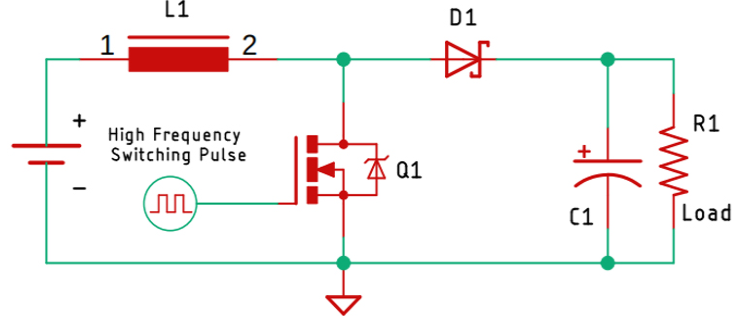 L1
D1
1
2
+
High Frequency
Switching Pulse
-
Q1
+
R1
C1
Load